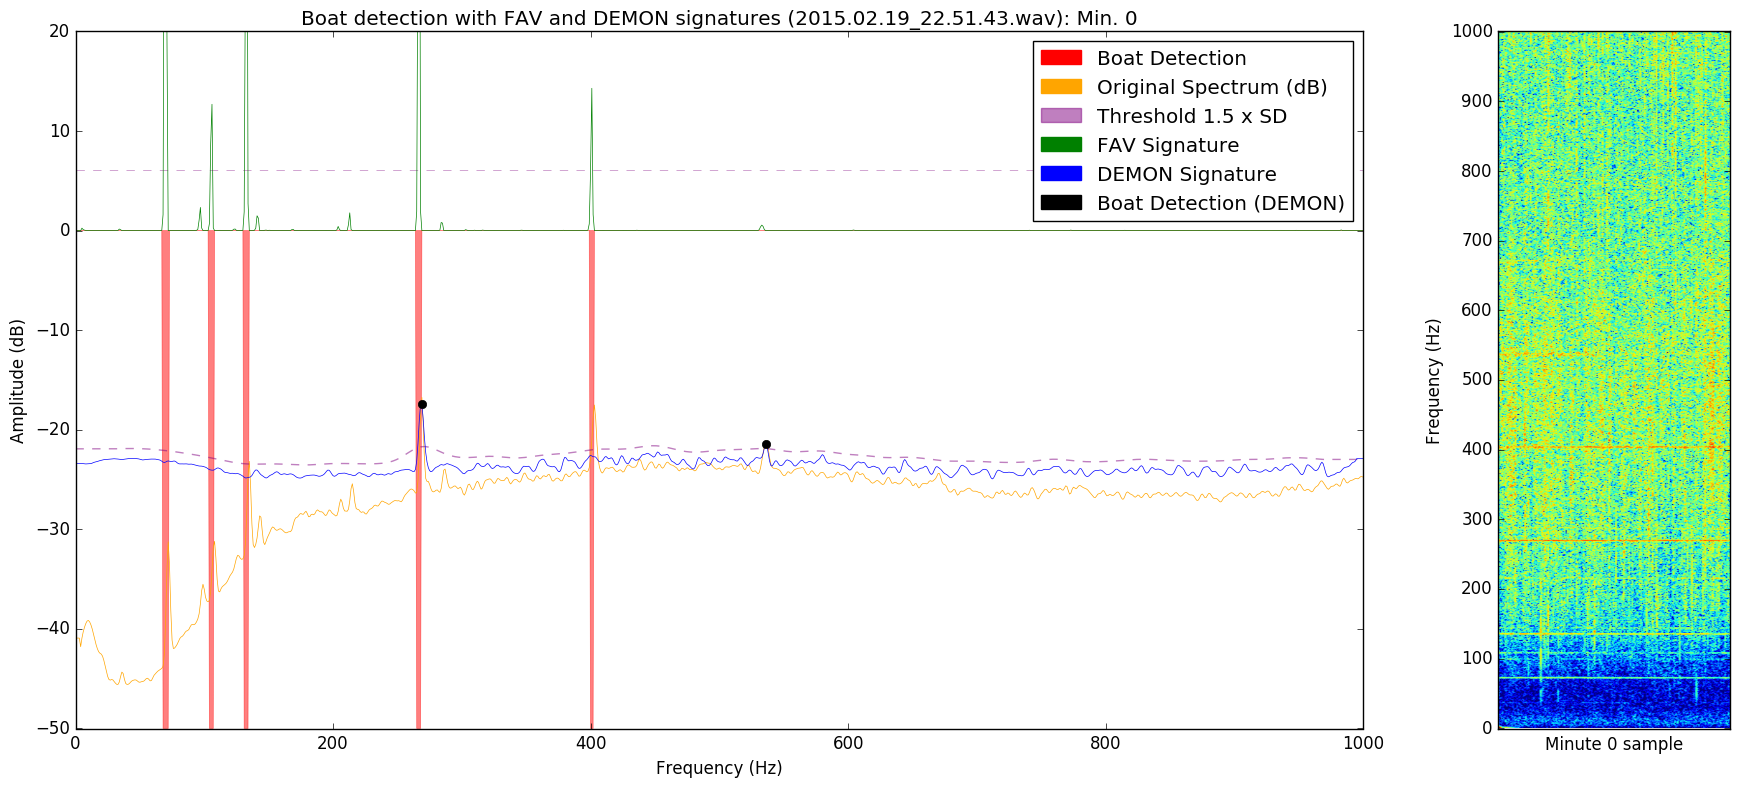 Boat detection with FAV and DEMON signatures (2015.02.19_22.51.43.wav): Min. 0
20
10
0
−10
−20
−30
−40
−50
Amplitude (dB)
Boat Detection
Original Spectrum (dB)
Threshold 1.5 x SD
FAV Signature
DEMON Signature
Boat Detection (DEMON)
0 200 400 600 800 1000
Frequency (Hz)
1000
900
800
700
600
500
400
300
200
100
0
Frequency (Hz)
Minute 0 sample